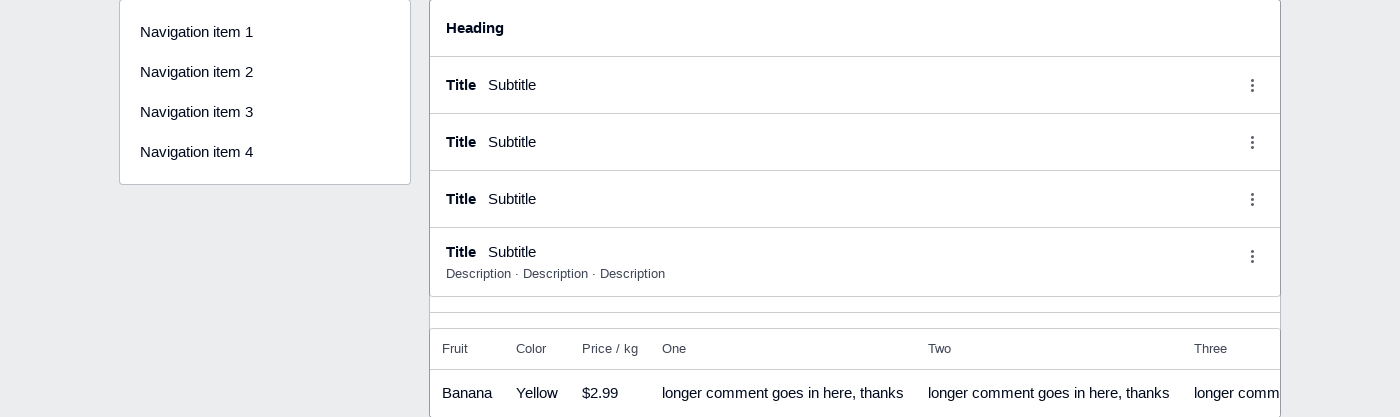 Navigation item 1
Navigation item 2
Navigation item 3
Navigation item 4
Heading
Title Subtitle
Title Subtitle
Title Subtitle
Title Subtitle
Description · Description · Description
Fruit Color Price / kg One Two Three
Banana Yellow $2.99 longer comment goes in here, thanks longer comment goes in here, thanks longer comm